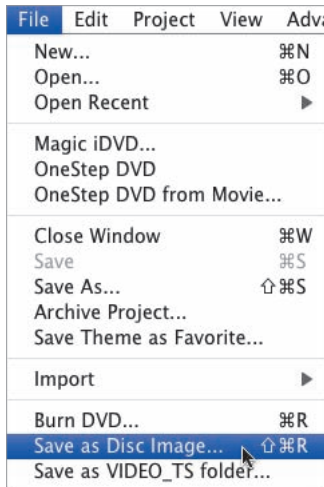 File Edit Project View Adva
New... ⌘N
Open... ⌘O
Open Recent ▶
Magic iDVD...
OneStep DVD
OneStep DVD from Movie...
Close Window ⌘W
Save ⌘S
Save As... ⇧⌘S
Archive Project...
Save Theme as Favorite...
Import ▶
Burn DVD... ⌘R
Save as Disc Image... ⇧⌘R
Save as VIDEO_TS folder...